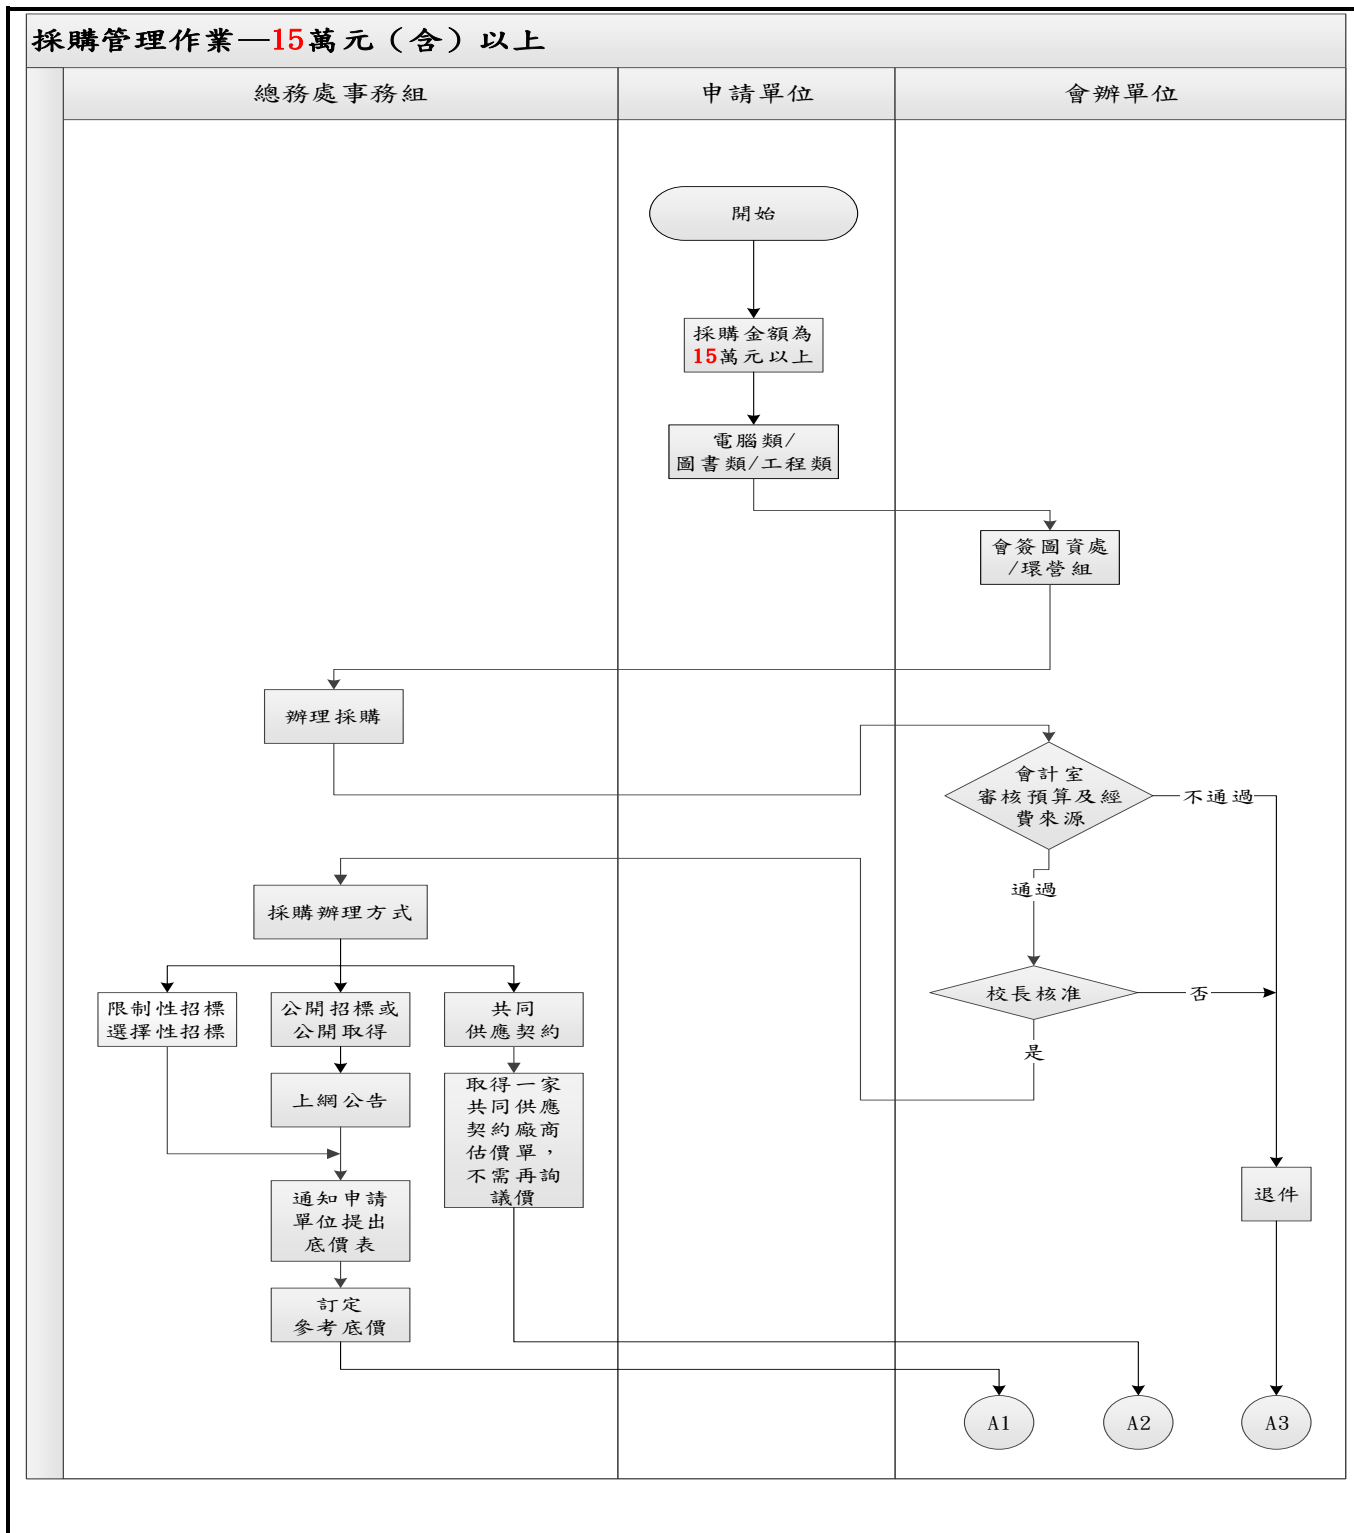 採購管理作業—15萬元（含）以上
總務處事務組
申請單位
會辦單位
開始
採購金額為
15萬元以上
電腦類/
圖書類/工程類
會簽圖資處
/環營組
辦理採購
會計室
審核預算及經
費來源
不通過
通過
採購辦理方式
校長核准
否
是
限制性招標
選擇性招標
公開招標或
公開取得
共同
供應契約
上網公告
取得一家
共同供應
契約廠商
估價單，
不需再詢
議價
通知申請
單位提出
底價表
退件
訂定
參考底價
A1
A2
A3